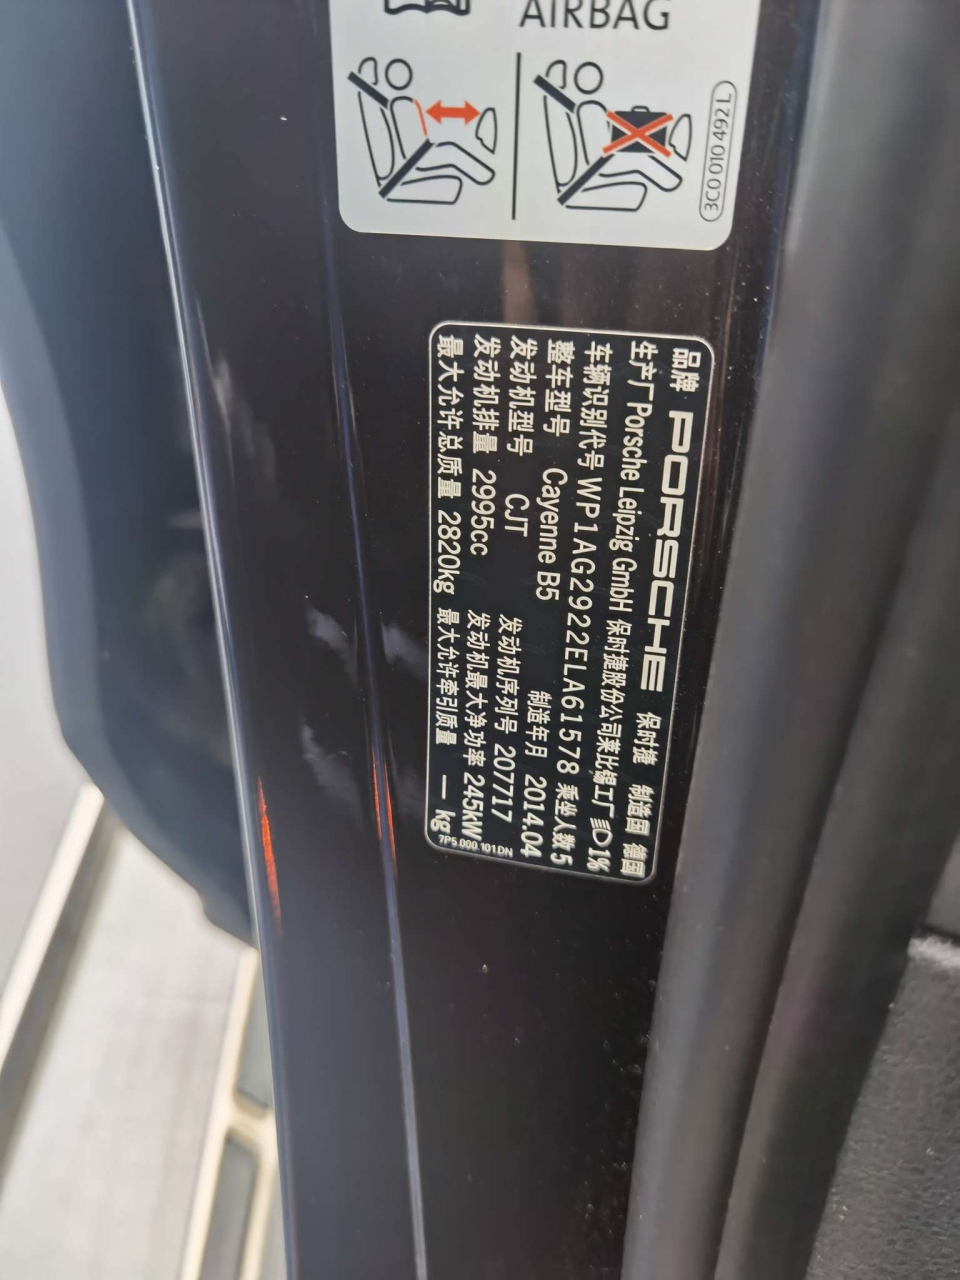 AIRBAG
3C0 010 492 L
品牌 PORSCHE 保时捷 制造国 德国
生产厂 Porsche Leipzig GmbH 保时捷股份公司莱比锡工厂 1%
车辆识别代号 WP1AG2922ELA61578 乘坐人数 5
整车型号 Cayenne B5 制造年月 2014.04
发动机型号 CJT 发动机序列号 207717
发动机排量 2995cc 发动机最大净功率 245kW
最大允许总质量 2820kg 最大允许牵引质量 — kg
7P5.000.101.DN